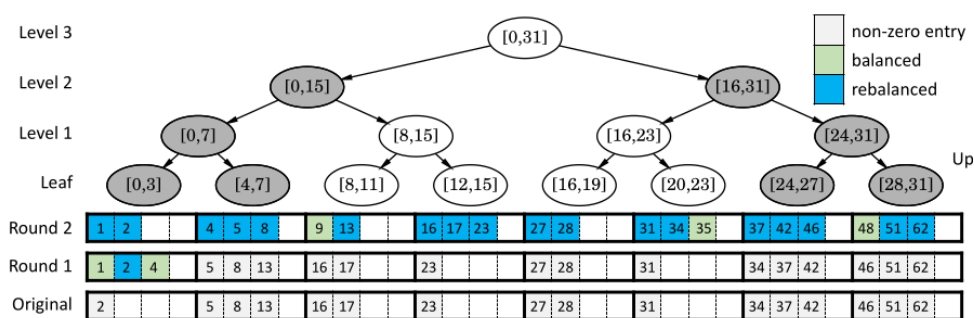 Level 3
[0,31]
non-zero entry
Level 2
[0,15]
[16,31]
balanced
rebalanced
Level 1
[0,7]
[8,15]
[16,23]
[24,31]
Up
Leaf
[0,3]
[4,7]
[8,11]
[12,15]
[16,19]
[20,23]
[24,27]
[28,31]
Round 2 1 2 4 5 8 9 13 16 17 23 27 28 31 34 35 37 42 46 48 51 62
Round 1 1 2 4 5 8 13 16 17 23 27 28 31 34 37 42 46 51 62
Original 2 5 8 13 16 17 23 27 28 31 34 37 42 46 51 62